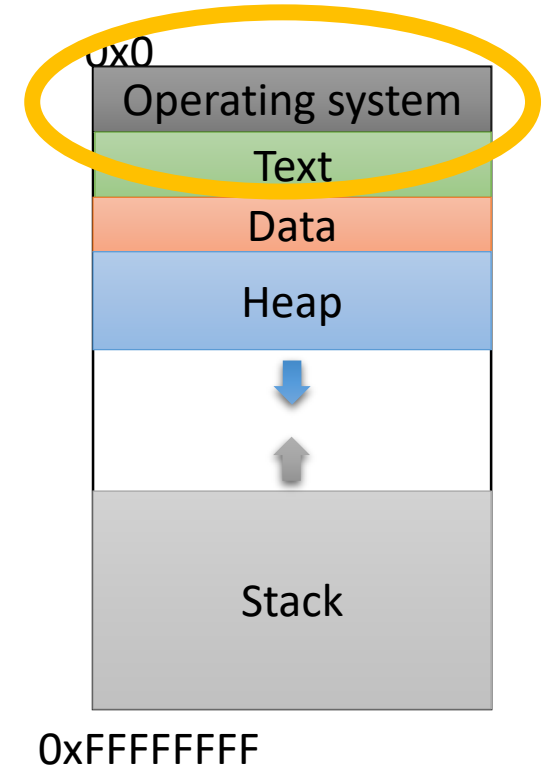 0x0
Operating system
Text
Data
Heap
Stack
0xFFFFFFFF